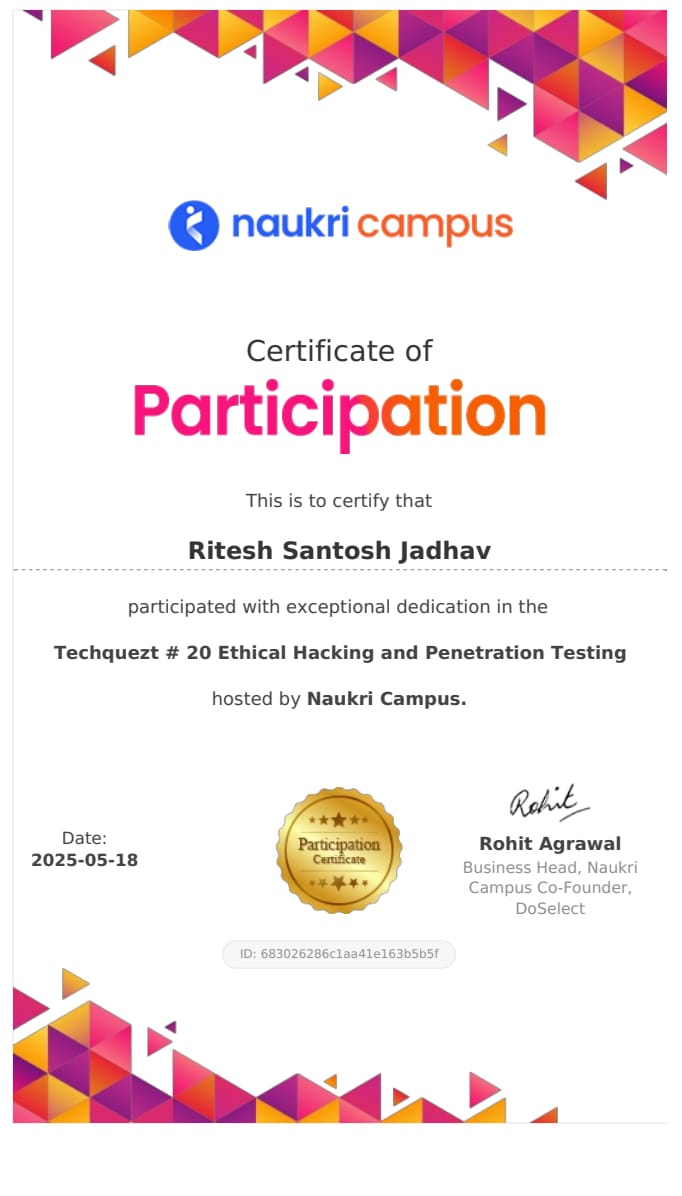 naukri campus
Certificate of
Participation
This is to certify that
Ritesh Santosh Jadhav
participated with exceptional dedication in the
Techquezt # 20 Ethical Hacking and Penetration Testing
hosted by Naukri Campus.
Date:
2025-05-18
Participation
Certificate
Rohit
Rohit Agrawal
Business Head, Naukri
Campus Co-Founder,
DoSelect
ID: 683026286c1aa41e163b5b5f